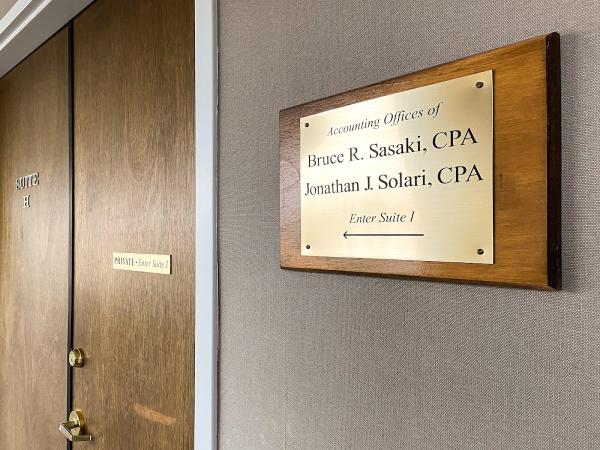 SUITE
H
PRIVATE - Enter Suite I
Accounting Offices of
Bruce R. Sasaki, CPA
Jonathan J. Solari, CPA
Enter Suite I